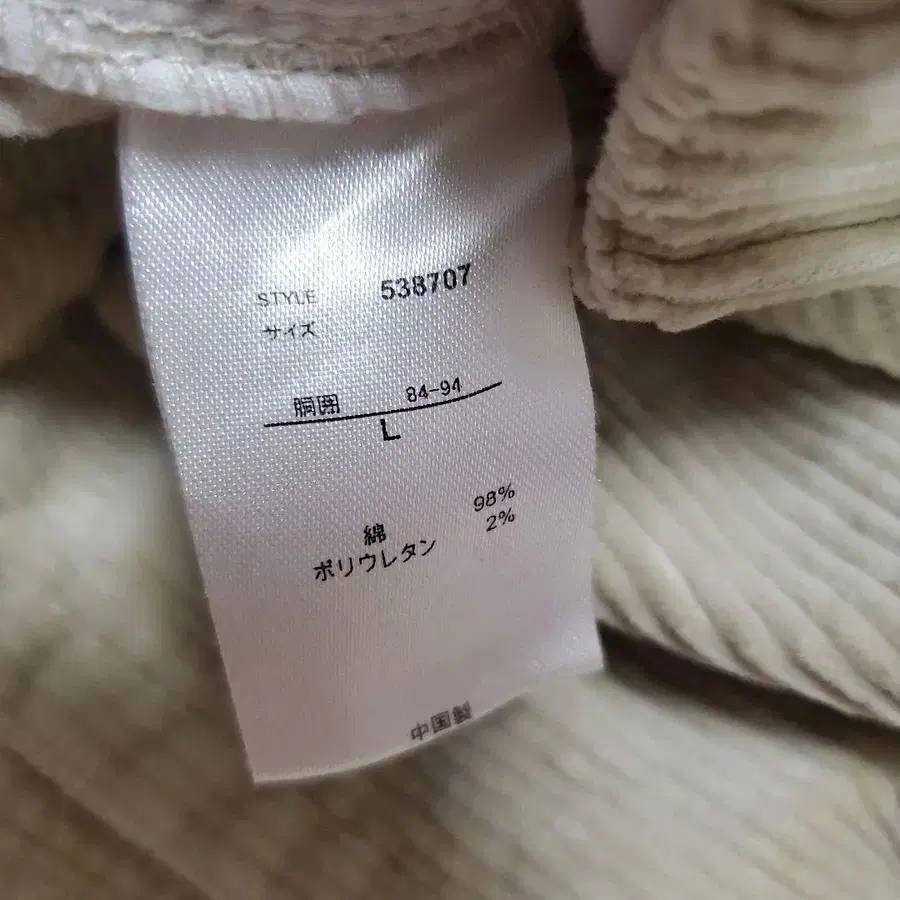 STYLE 538707
サイズ
胴囲 84-94
L
綿 98%
ポリウレタン 2%
中国製